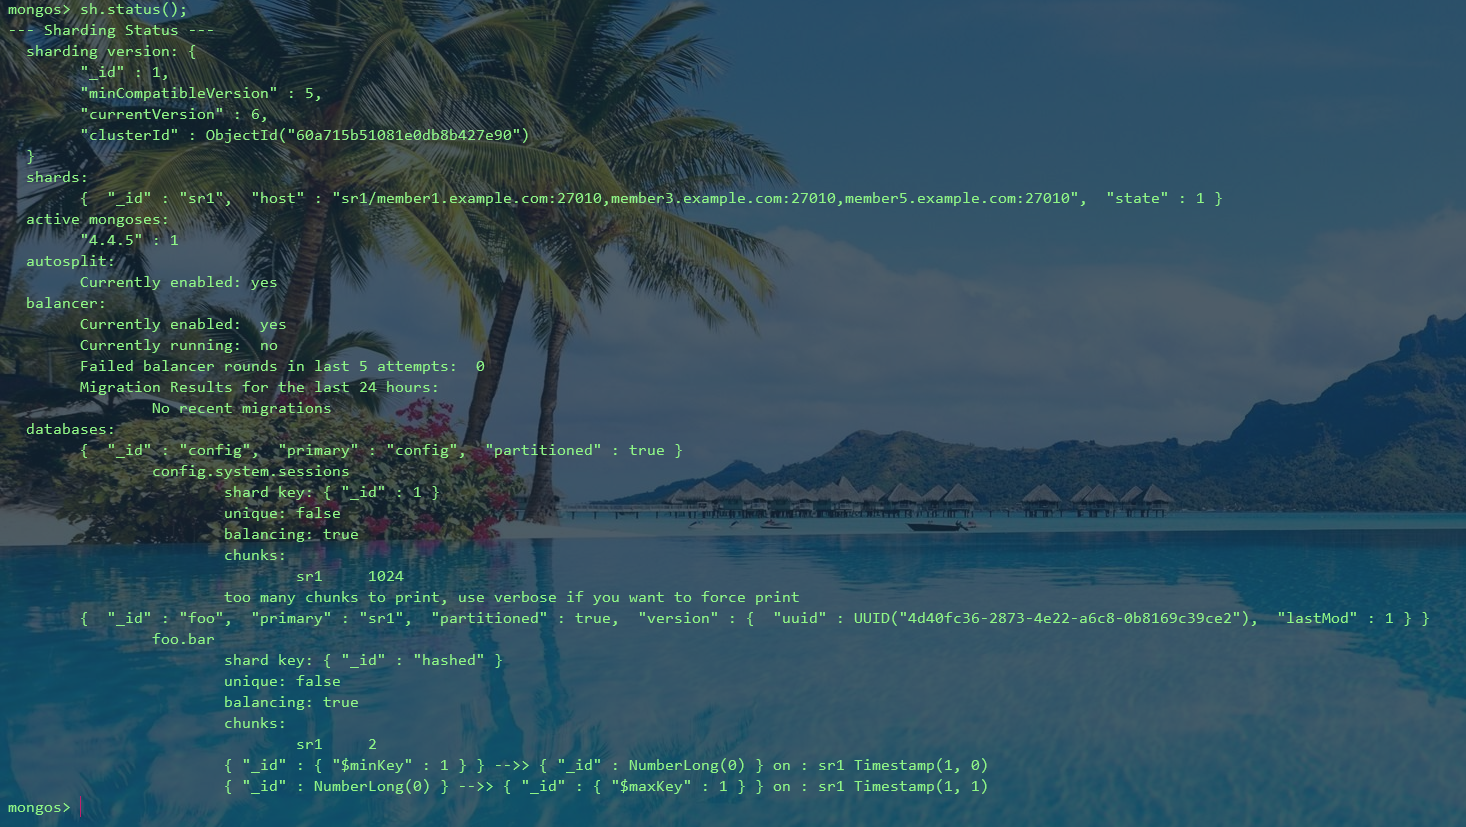 mongos> sh.status();
--- Sharding Status ---
  sharding version: {
        "_id" : 1,
        "minCompatibleVersion" : 5,
        "currentVersion" : 6,
        "clusterId" : ObjectId("60a715b51081e0db8b427e90")
  }
  shards:
        {  "_id" : "sr1",  "host" : "sr1/member1.example.com:27010,member3.example.com:27010,member5.example.com:27010",  "state" : 1 }
  active mongoses:
        "4.4.5" : 1
  autosplit:
        Currently enabled: yes
  balancer:
        Currently enabled:  yes
        Currently running:  no
        Failed balancer rounds in last 5 attempts:  0
        Migration Results for the last 24 hours:
                No recent migrations
  databases:
        {  "_id" : "config",  "primary" : "config",  "partitioned" : true }
                config.system.sessions
                        shard key: { "_id" : 1 }
                        unique: false
                        balancing: true
                        chunks:
                                sr1     1024
                        too many chunks to print, use verbose if you want to force print
        {  "_id" : "foo",  "primary" : "sr1",  "partitioned" : true,  "version" : {  "uuid" : UUID("4d40fc36-2873-4e22-a6c8-0b8169c39ce2"),  "lastMod" : 1 } }
                foo.bar
                        shard key: { "_id" : "hashed" }
                        unique: false
                        balancing: true
                        chunks:
                                sr1     2
                        { "_id" : { "$minKey" : 1 } } -->> { "_id" : NumberLong(0) } on : sr1 Timestamp(1, 0)
                        { "_id" : NumberLong(0) } -->> { "_id" : { "$maxKey" : 1 } } on : sr1 Timestamp(1, 1)
mongos>